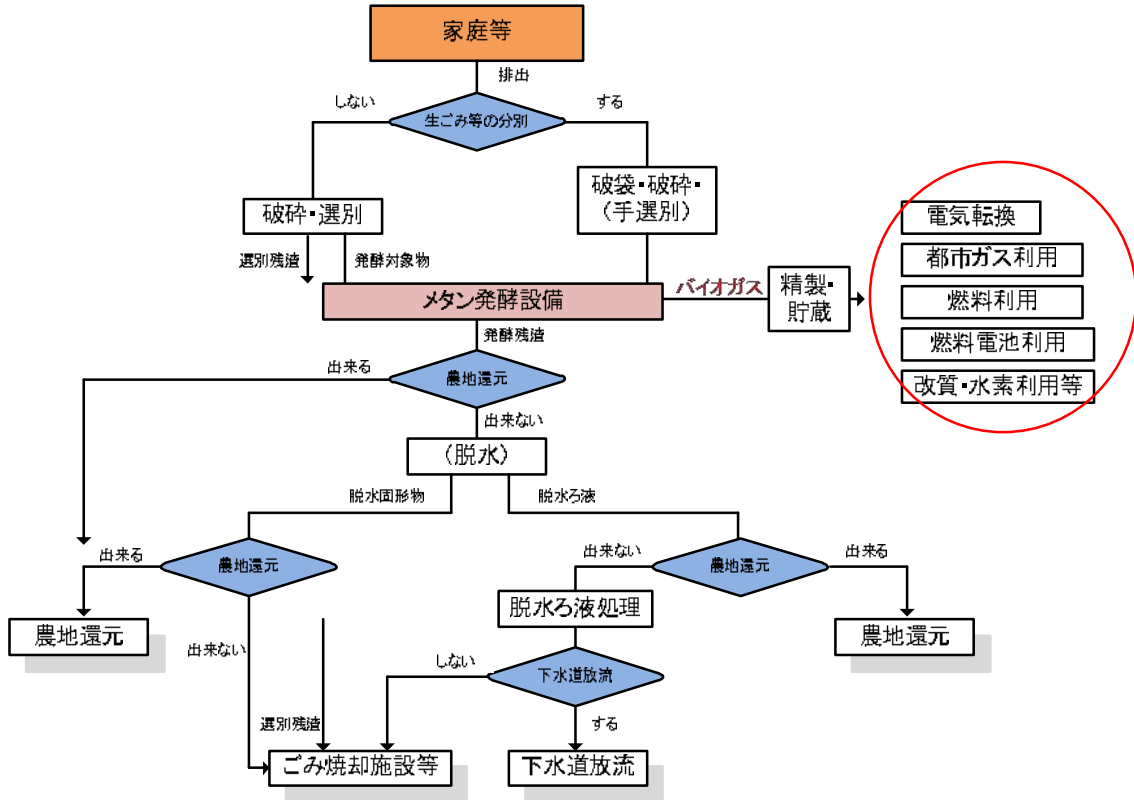 家庭等
排出
しない
する
生ごみ等の分別
破砕・選別
破袋・破砕・
（手選別）
選別残渣
発酵対象物
メタン発酵設備
バイオガス
精製・
貯蔵
電気転換
都市ガス利用
燃料利用
燃料電池利用
改質・水素利用等
発酵残渣
出来る
農地還元
出来ない
（脱水）
脱水固形物
脱水ろ液
出来る
農地還元
出来ない
農地還元
出来る
農地還元
出来ない
脱水ろ液処理
農地還元
しない
下水道放流
する
選別残渣
ごみ焼却施設等
下水道放流